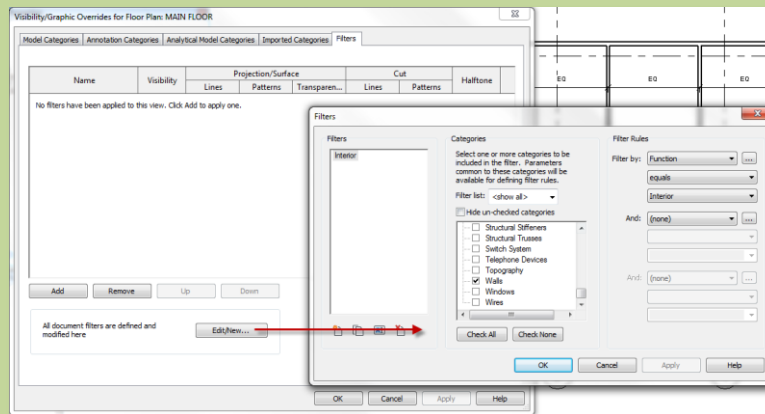 Visibility/Graphic Overrides for Floor Plan: MAIN FLOOR
Model Categories Annotation Categories Analytical Model Categories Imported Categories Filters
Name Visibility Projection/Surface Cut Halftone
Lines Patterns Transparen... Lines Patterns
No filters have been applied to this view. Click Add to apply one.
Add Remove Up Down
All document filters are defined and
modified here
Edit/New...
OK Cancel Apply Help
EQ EQ EQ
Filters
Filters
Interior
Categories
Select one or more categories to be
included in the filter. Parameters
common to these categories will be
available for defining filter rules.
Filter list: <show all>
Hide un-checked categories
Structural Stiffeners
Structural Trusses
Switch System
Telephone Devices
Topography
Walls
Windows
Wires
Check All Check None
Filter Rules
Filter by: Function ...
equals
Interior
And: (none) ...
And: (none) ...
OK Cancel Apply Help